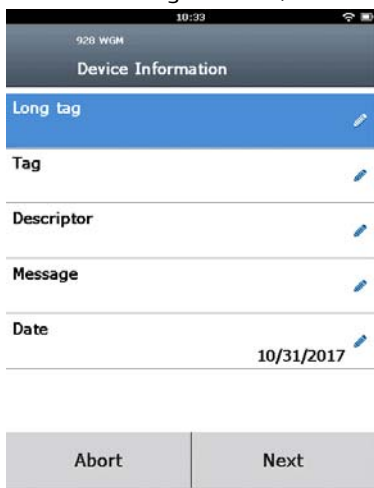 10:33
928 WGM
Device Information
Long tag
Tag
Descriptor
Message
Date
10/31/2017
Abort
Next